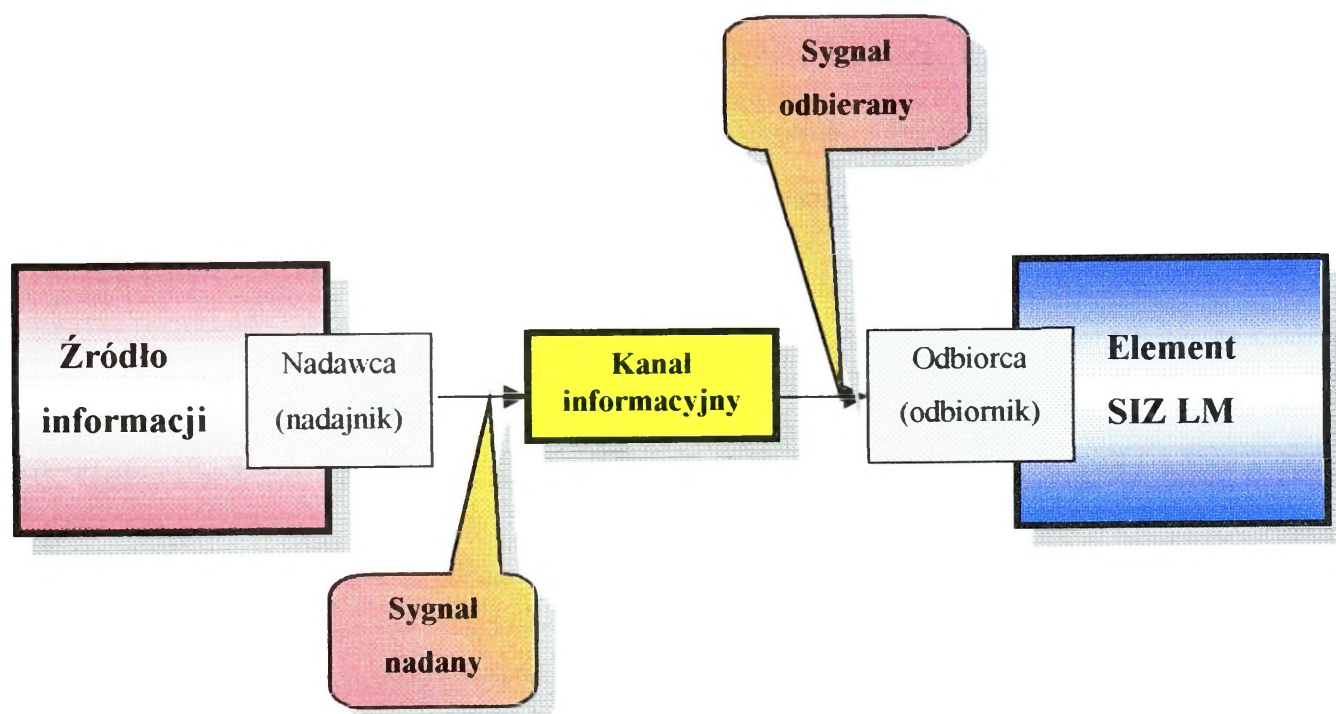 Sygnał
odbierany
Źródło
informacji
Nadawca
(nadajnik)
Kanał
informacyjny
Odbiorca
(odbiornik)
Element
SIZ LM
Sygnał
nadany